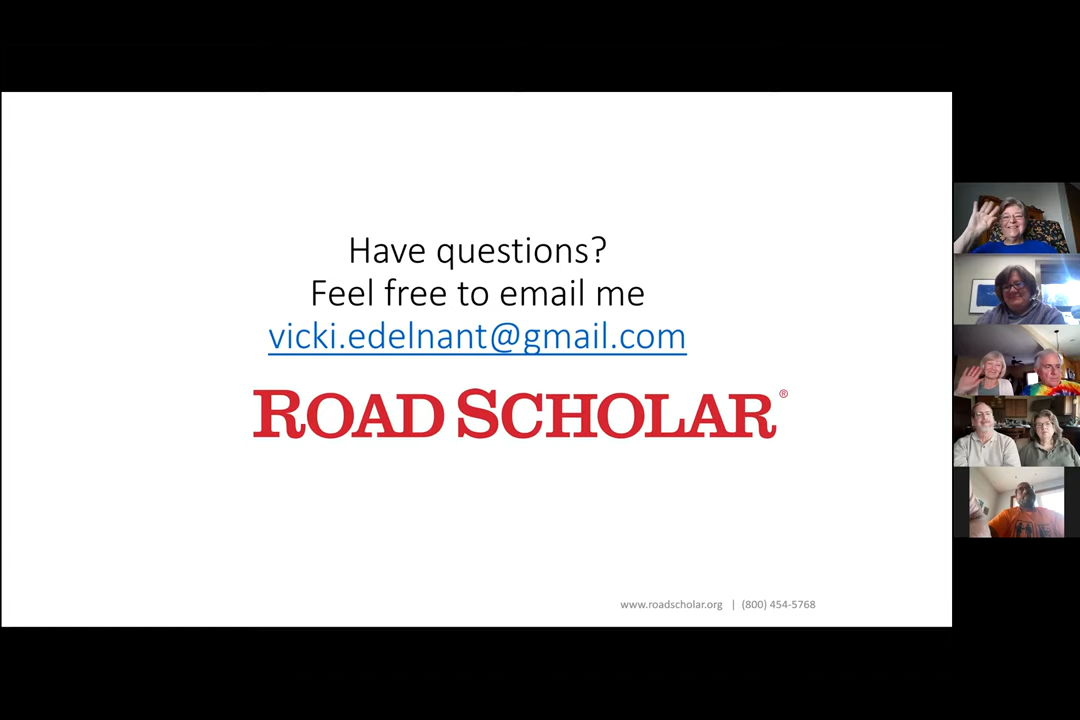 Have questions?
Feel free to email me
vicki.edelnant@gmail.com
ROAD SCHOLAR®
www.roadscholar.org | (800) 454-5768